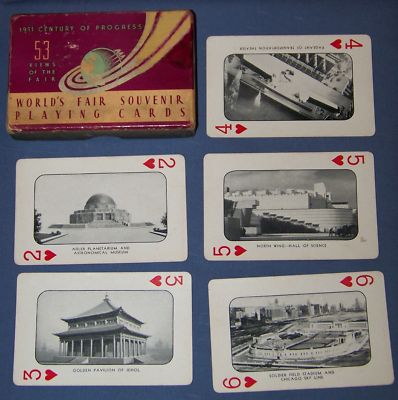 1931 CENTURY OF PROGRESS
53
VIEWS
OF THE
FAIR
WORLD'S FAIR SOUVENIR
PLAYING CARDS
4
PAGEANT OF TRANSPORTATION THEATER
4
2
ADLER PLANETARIUM AND
ASTRONOMICAL MUSEUM
2
5
NORTH WING—HALL OF SCIENCE
5
3
GOLDEN PAVILION OF JEHOL
3
6
SOLDIER FIELD STADIUM AND
CHICAGO SKY LINE
6